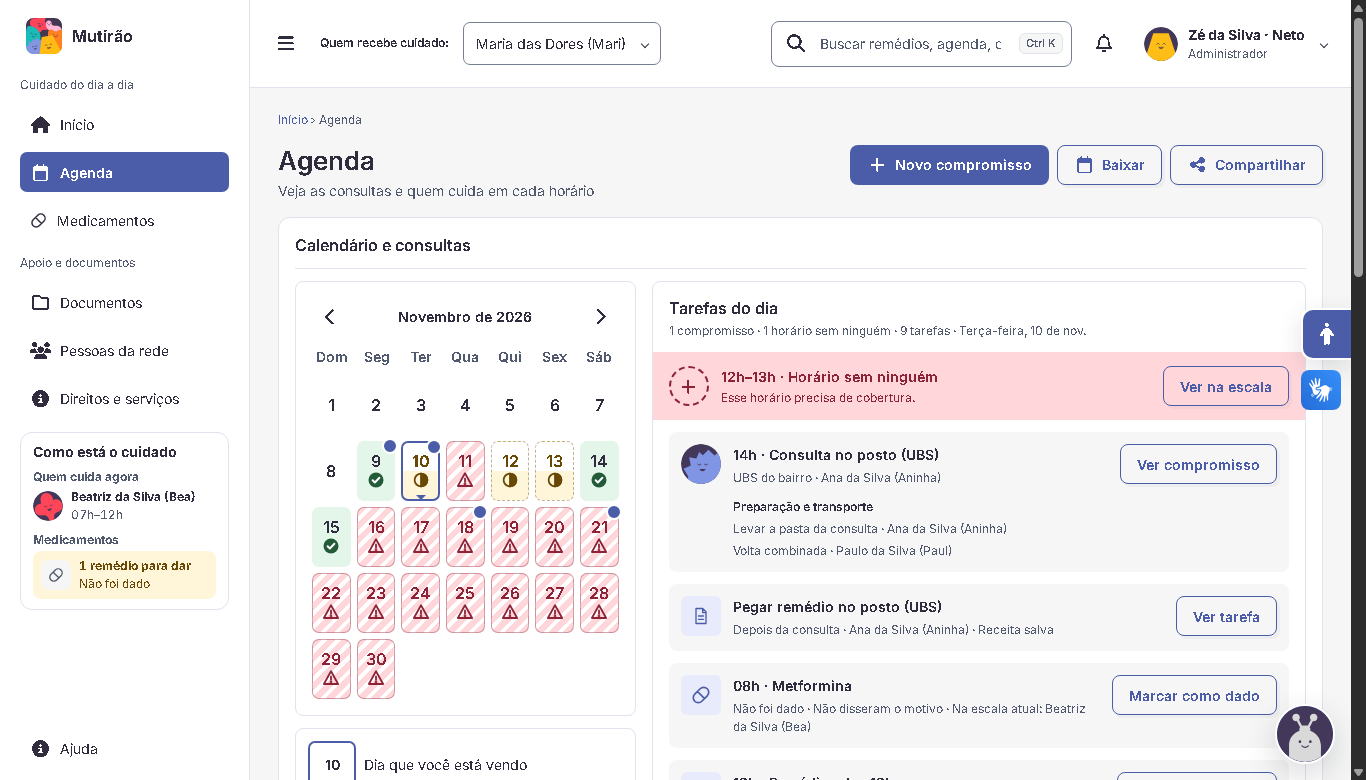 Mutirão
Cuidado do dia a dia
Início
Agenda
Medicamentos
Apoio e documentos
Documentos
Pessoas da rede
Direitos e serviços
Como está o cuidado
Quem cuida agora
Beatriz da Silva (Bea)
07h–12h
Medicamentos
1 remédio para dar
Não foi dado
Ajuda
Quem recebe cuidado:
Maria das Dores (Mari)
Buscar remédios, agenda,
Ctrl K
Zé da Silva · Neto
Administrador
Início › Agenda
Agenda
Veja as consultas e quem cuida em cada horário
Novo compromisso
Baixar
Compartilhar
Calendário e consultas
Novembro de 2026
Dom Seg Ter Qua Qui Sex Sáb
1 2 3 4 5 6 7
8 9 10 11 12 13 14
15 16 17 18 19 20 21
22 23 24 25 26 27 28
29 30
10 Dia que você está vendo
Tarefas do dia
1 compromisso · 1 horário sem ninguém · 9 tarefas · Terça-feira, 10 de nov.
12h–13h · Horário sem ninguém
Esse horário precisa de cobertura.
Ver na escala
14h · Consulta no posto (UBS)
UBS do bairro · Ana da Silva (Aninha)
Ver compromisso
Preparação e transporte
Levar a pasta da consulta · Ana da Silva (Aninha)
Volta combinada · Paulo da Silva (Paul)
Pegar remédio no posto (UBS)
Depois da consulta · Ana da Silva (Aninha) · Receita salva
Ver tarefa
08h · Metformina
Não foi dado · Não disseram o motivo · Na escala atual: Beatriz
da Silva (Bea)
Marcar como dado